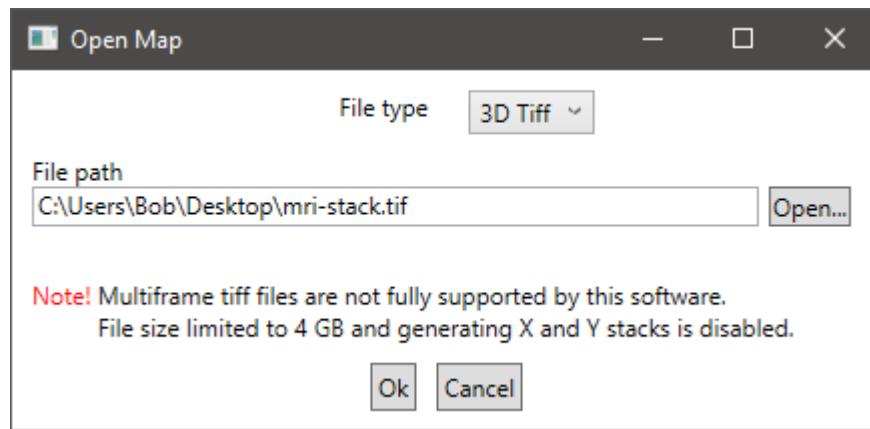 Open Map
File type 3D Tiff
File path
C:\Users\Bob\Desktop\mri-stack.tif Open...
Note! Multiframe tiff files are not fully supported by this software.
File size limited to 4 GB and generating X and Y stacks is disabled.
Ok Cancel